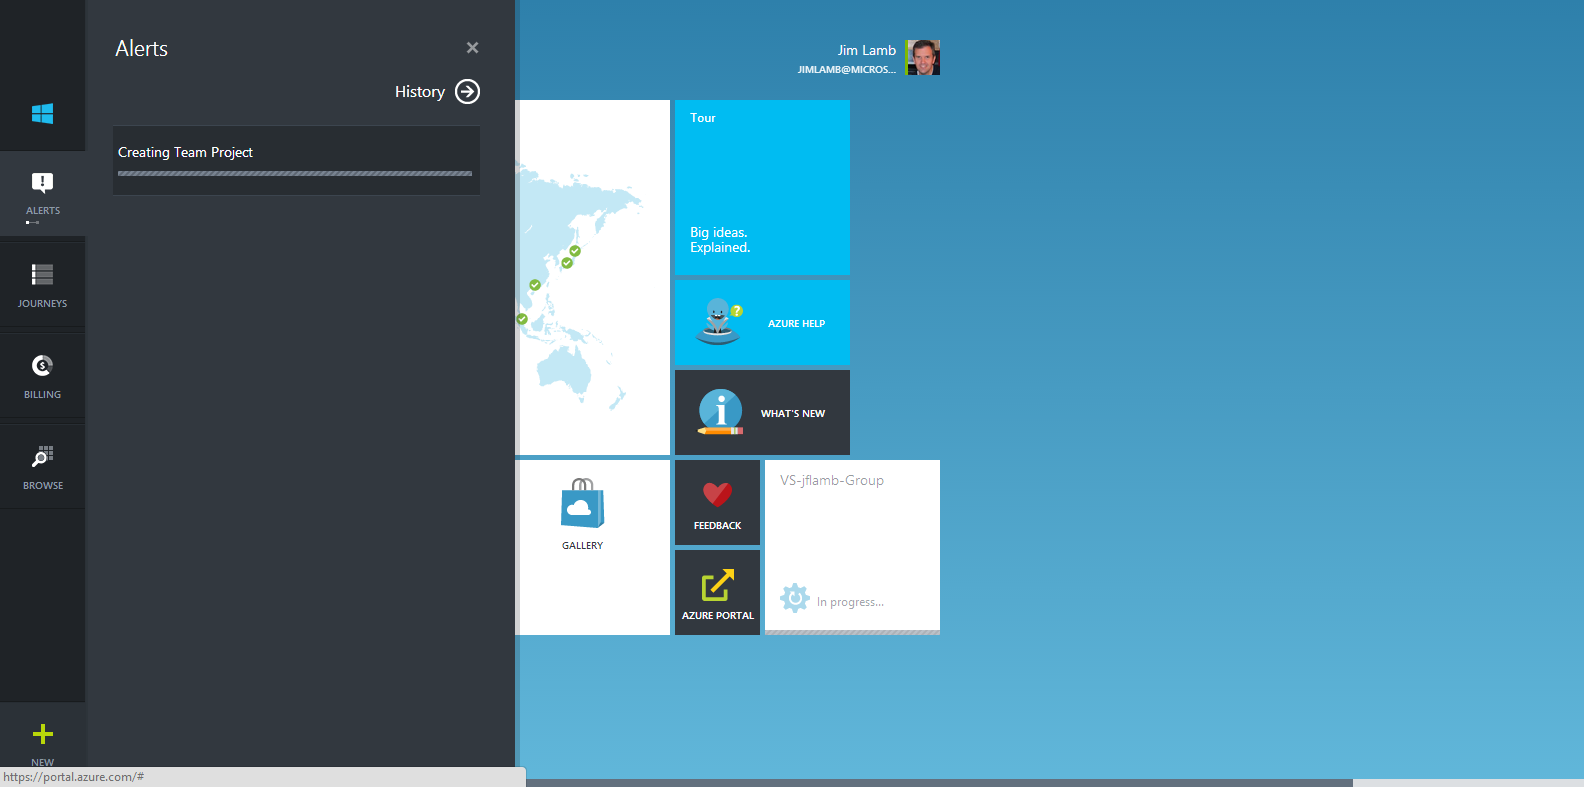 Alerts
History
Creating Team Project
ALERTS
JOURNEYS
BILLING
BROWSE
NEW
https://portal.azure.com/#
Jim Lamb
JIMLAMB@MICROS...
Tour
Big ideas.
Explained.
?
AZURE HELP
i
WHAT'S NEW
GALLERY
FEEDBACK
AZURE PORTAL
VS-jflamb-Group
In progress...